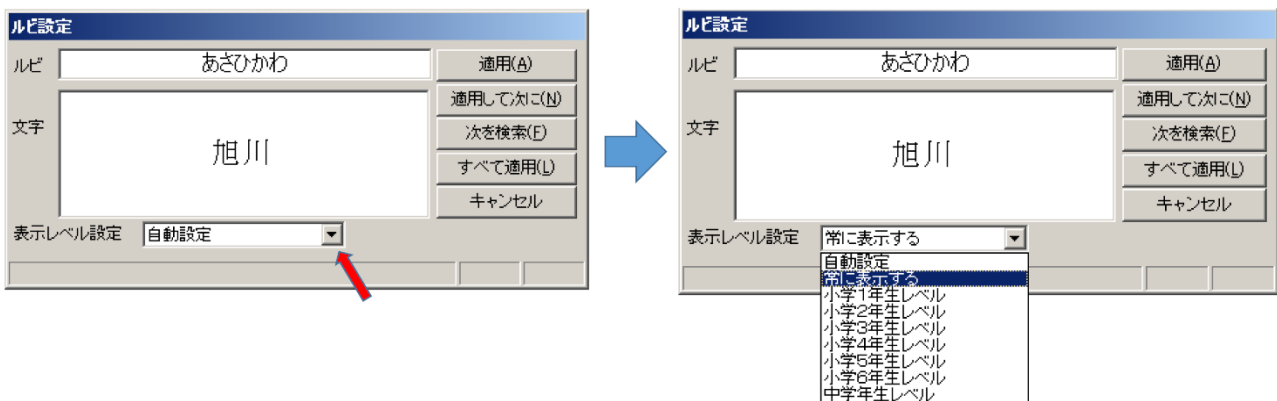 ルビ設定
ルビ あさひかわ 適用(A)
適用して次に(N)
文字 旭川 次を検索(F)
すべて適用(L)
キャンセル
表示レベル設定 自動設定
ルビ設定
ルビ あさひかわ 適用(A)
適用して次に(N)
文字 旭川 次を検索(F)
すべて適用(L)
キャンセル
表示レベル設定 常に表示する
自動設定
常に表示する
小学1年生レベル
小学2年生レベル
小学3年生レベル
小学4年生レベル
小学5年生レベル
小学6年生レベル
中学年生レベル